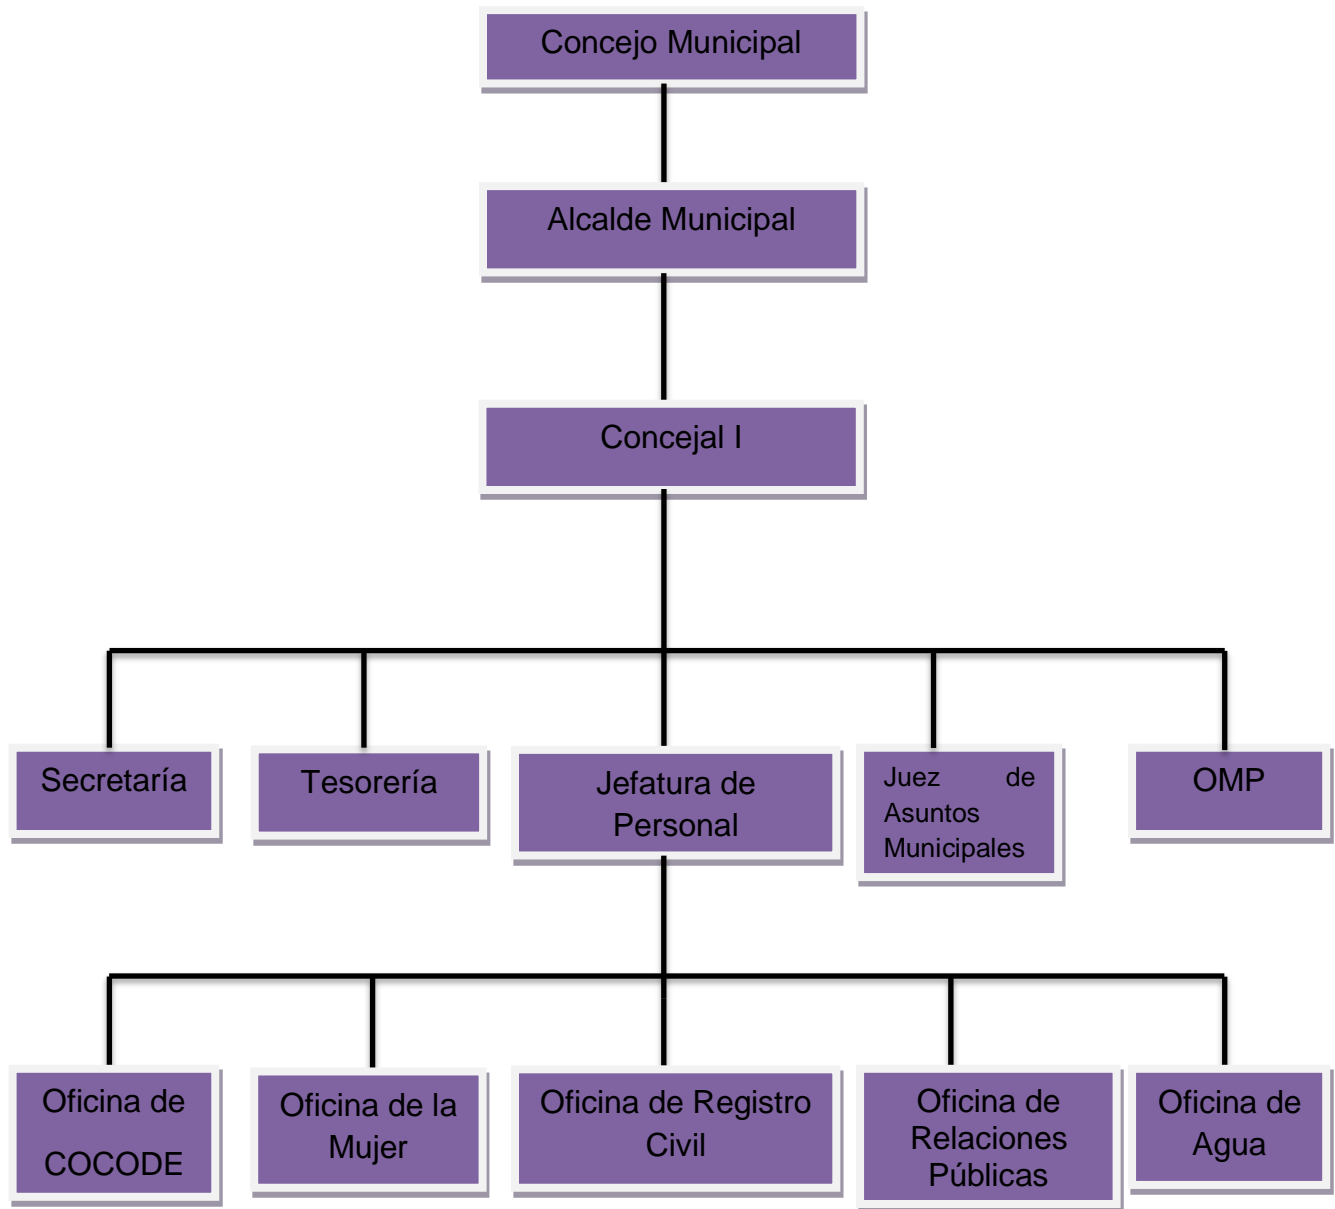 Concejo Municipal
Alcalde Municipal
Concejal I
Secretaría
Tesorería
Jefatura de
Personal
Juez de
Asuntos
Municipales
OMP
Oficina de
COCODE
Oficina de la
Mujer
Oficina de Registro
Civil
Oficina de
Relaciones
Públicas
Oficina de
Agua